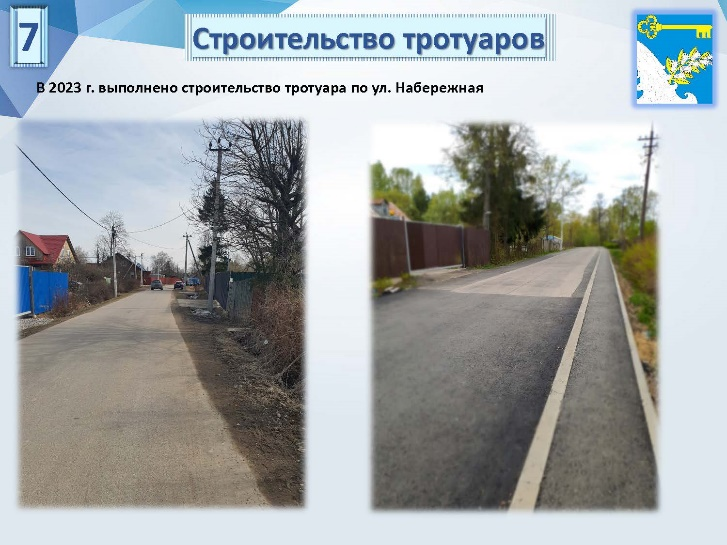 7
Строительство тротуаров
В 2023 г. выполнено строительство тротуара по ул. Набережная